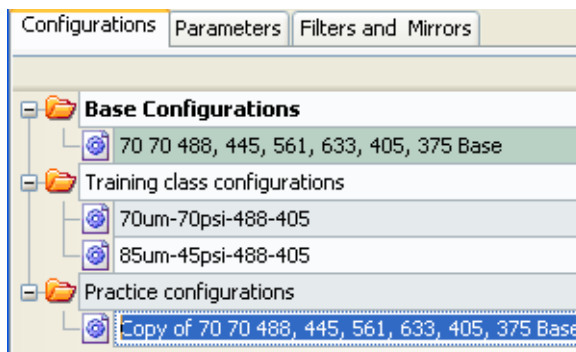 Configurations Parameters Filters and Mirrors
Base Configurations
70 70 488, 445, 561, 633, 405, 375 Base
Training class configurations
70um-70psi-488-405
85um-45psi-488-405
Practice configurations
Copy of 70 70 488, 445, 561, 633, 405, 375 Base